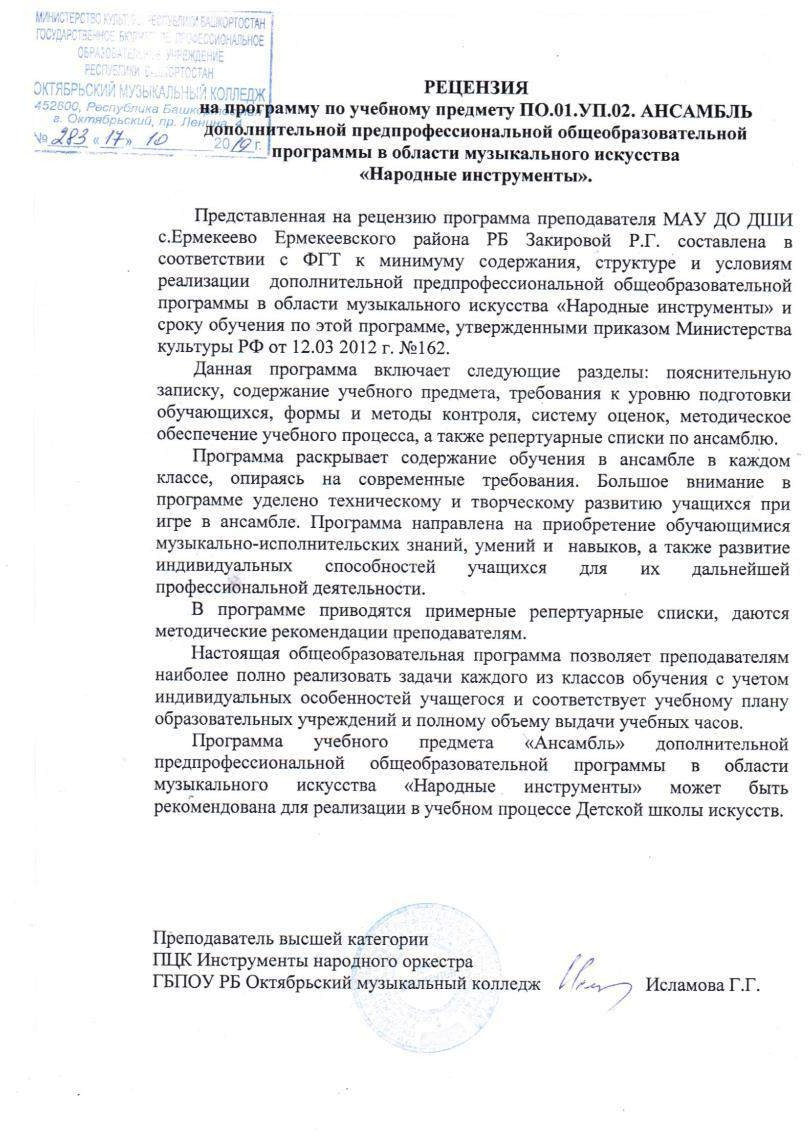 МИНИСТЕРСТВО КУЛЬТУРЫ РЕСПУБЛИКИ БАШКОРТОСТАН
ГОСУДАРСТВЕННОЕ БЮДЖЕТНОЕ ПРОФЕССИОНАЛЬНОЕ
ОБРАЗОВАТЕЛЬНОЕ УЧРЕЖДЕНИЕ
РЕСПУБЛИКИ БАШКОРТОСТАН
ОКТЯБРЬСКИЙ МУЗЫКАЛЬНЫЙ КОЛЛЕДЖ
452600, Республика Башкортостан
г. Октябрьский, пр. Ленина,
№ 283 « 17 » 10 2019 г.
РЕЦЕНЗИЯ
на программу по учебному предмету ПО.01.УП.02. АНСАМБЛЬ
дополнительной предпрофессиональной общеобразовательной
программы в области музыкального искусства
«Народные инструменты».
Представленная на рецензию программа преподавателя МАУ ДО ДШИ
с.Ермекеево Ермекеевского района РБ Закировой Р.Г. составлена в
соответствии с ФГТ к минимуму содержания, структуре и условиям
реализации дополнительной предпрофессиональной общеобразовательной
программы в области музыкального искусства «Народные инструменты» и
сроку обучения по этой программе, утвержденными приказом Министерства
культуры РФ от 12.03 2012 г. №162.
Данная программа включает следующие разделы: пояснительную
записку, содержание учебного предмета, требования к уровню подготовки
обучающихся, формы и методы контроля, систему оценок, методическое
обеспечение учебного процесса, а также репертуарные списки по ансамблю.
Программа раскрывает содержание обучения в ансамбле в каждом
классе, опираясь на современные требования. Большое внимание в
программе уделено техническому и творческому развитию учащихся при
игре в ансамбле. Программа направлена на приобретение обучающимися
музыкально-исполнительских знаний, умений и навыков, а также развитие
индивидуальных способностей учащихся для их дальнейшей
профессиональной деятельности.
В программе приводятся примерные репертуарные списки, даются
методические рекомендации преподавателям.
Настоящая общеобразовательная программа позволяет преподавателям
наиболее полно реализовать задачи каждого из классов обучения с учетом
индивидуальных особенностей учащегося и соответствует учебному плану
образовательных учреждений и полному объему выдачи учебных часов.
Программа учебного предмета «Ансамбль» дополнительной
предпрофессиональной общеобразовательной программы в области
музыкального искусства «Народные инструменты» может быть
рекомендована для реализации в учебном процессе Детской школы искусств.
Преподаватель высшей категории
ПЦК Инструменты народного оркестра
ГБПОУ РБ Октябрьский музыкальный колледж Исламова Г.Г.